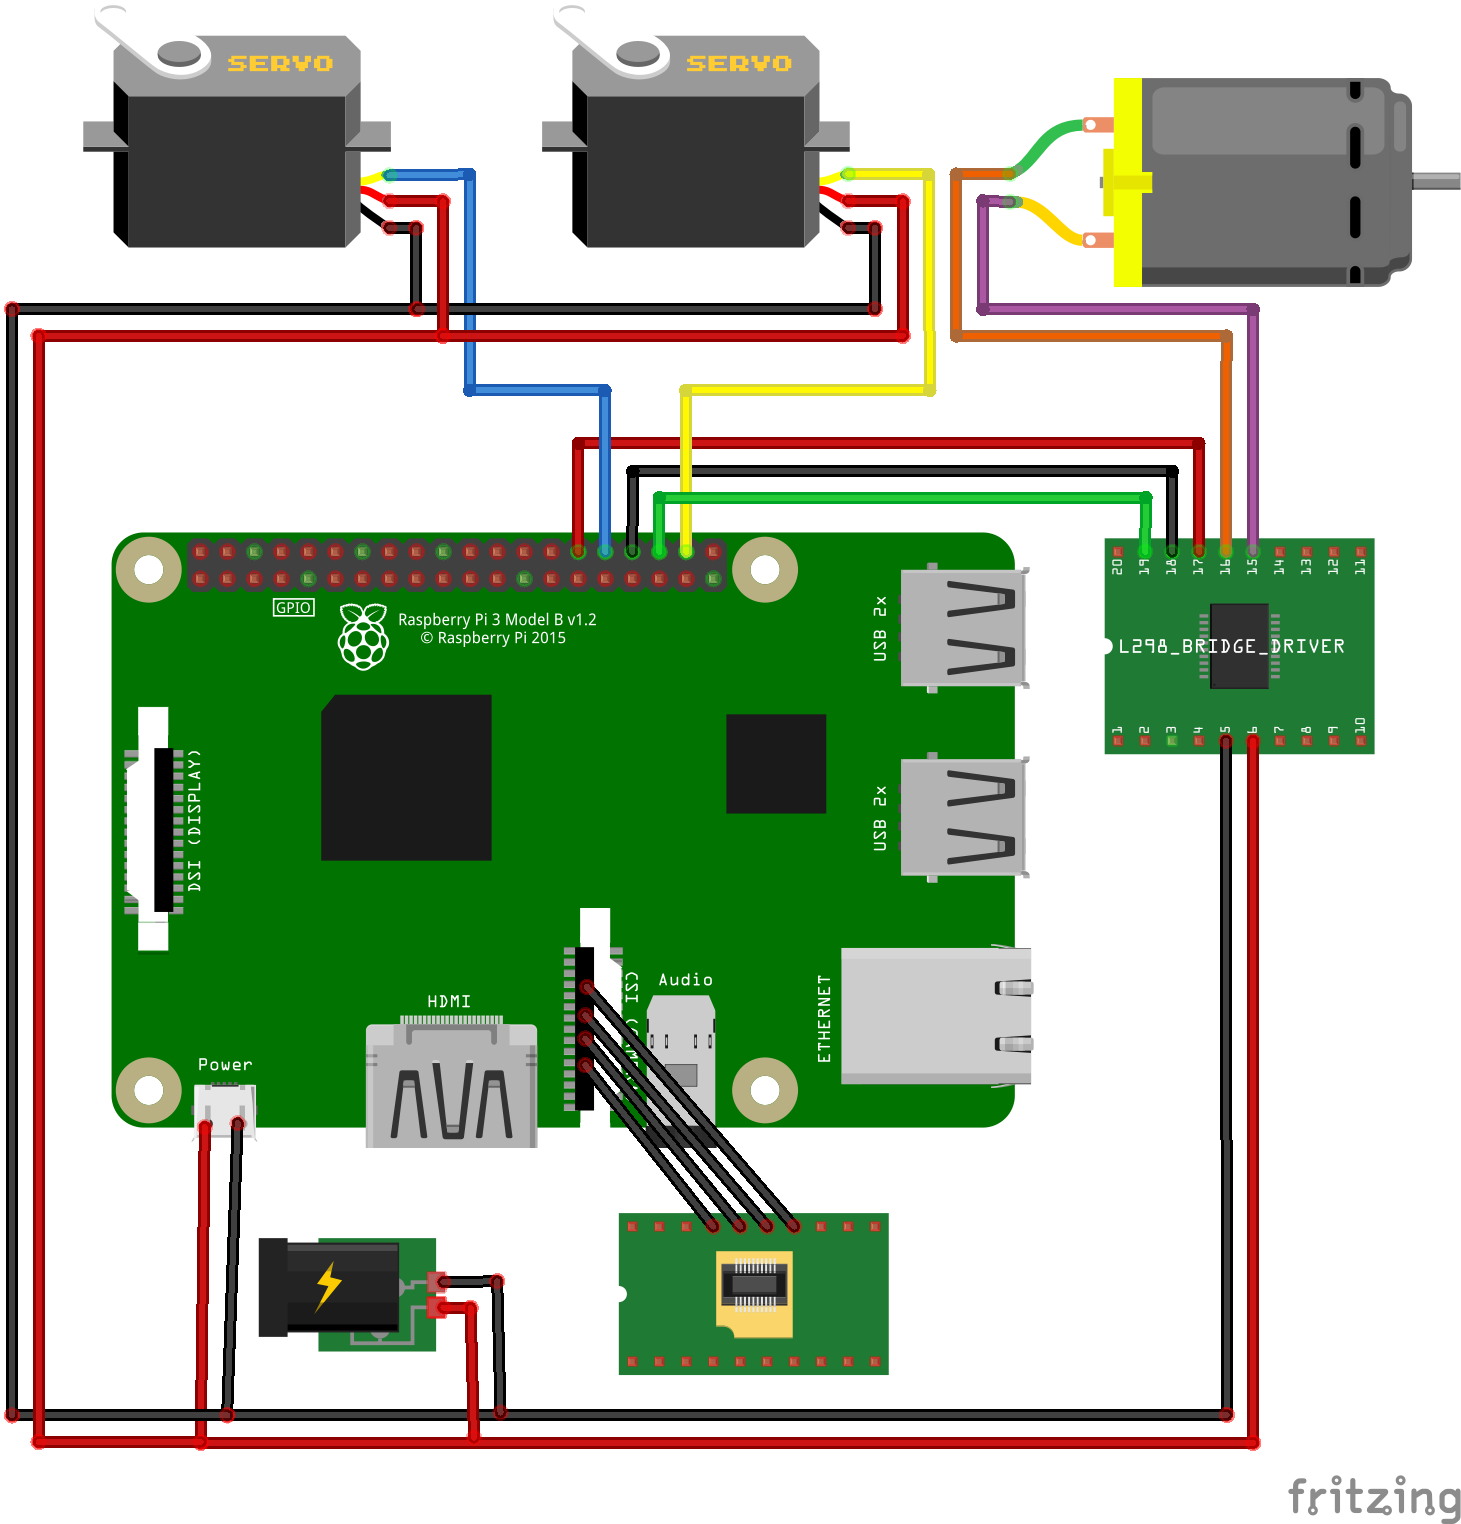 SERVO
SERVO
GPIO
Raspberry Pi 3 Model B v1.2
© Raspberry Pi 2015
USB 2x
20
19
18
17
16
15
14
13
12
11
L298_BRIDGE_DRIVER
1
2
3
4
5
6
7
8
9
10
DSI (DISPLAY)
USB 2x
Audio
CSI
HDMI
ETHERNET
Power
fritzing